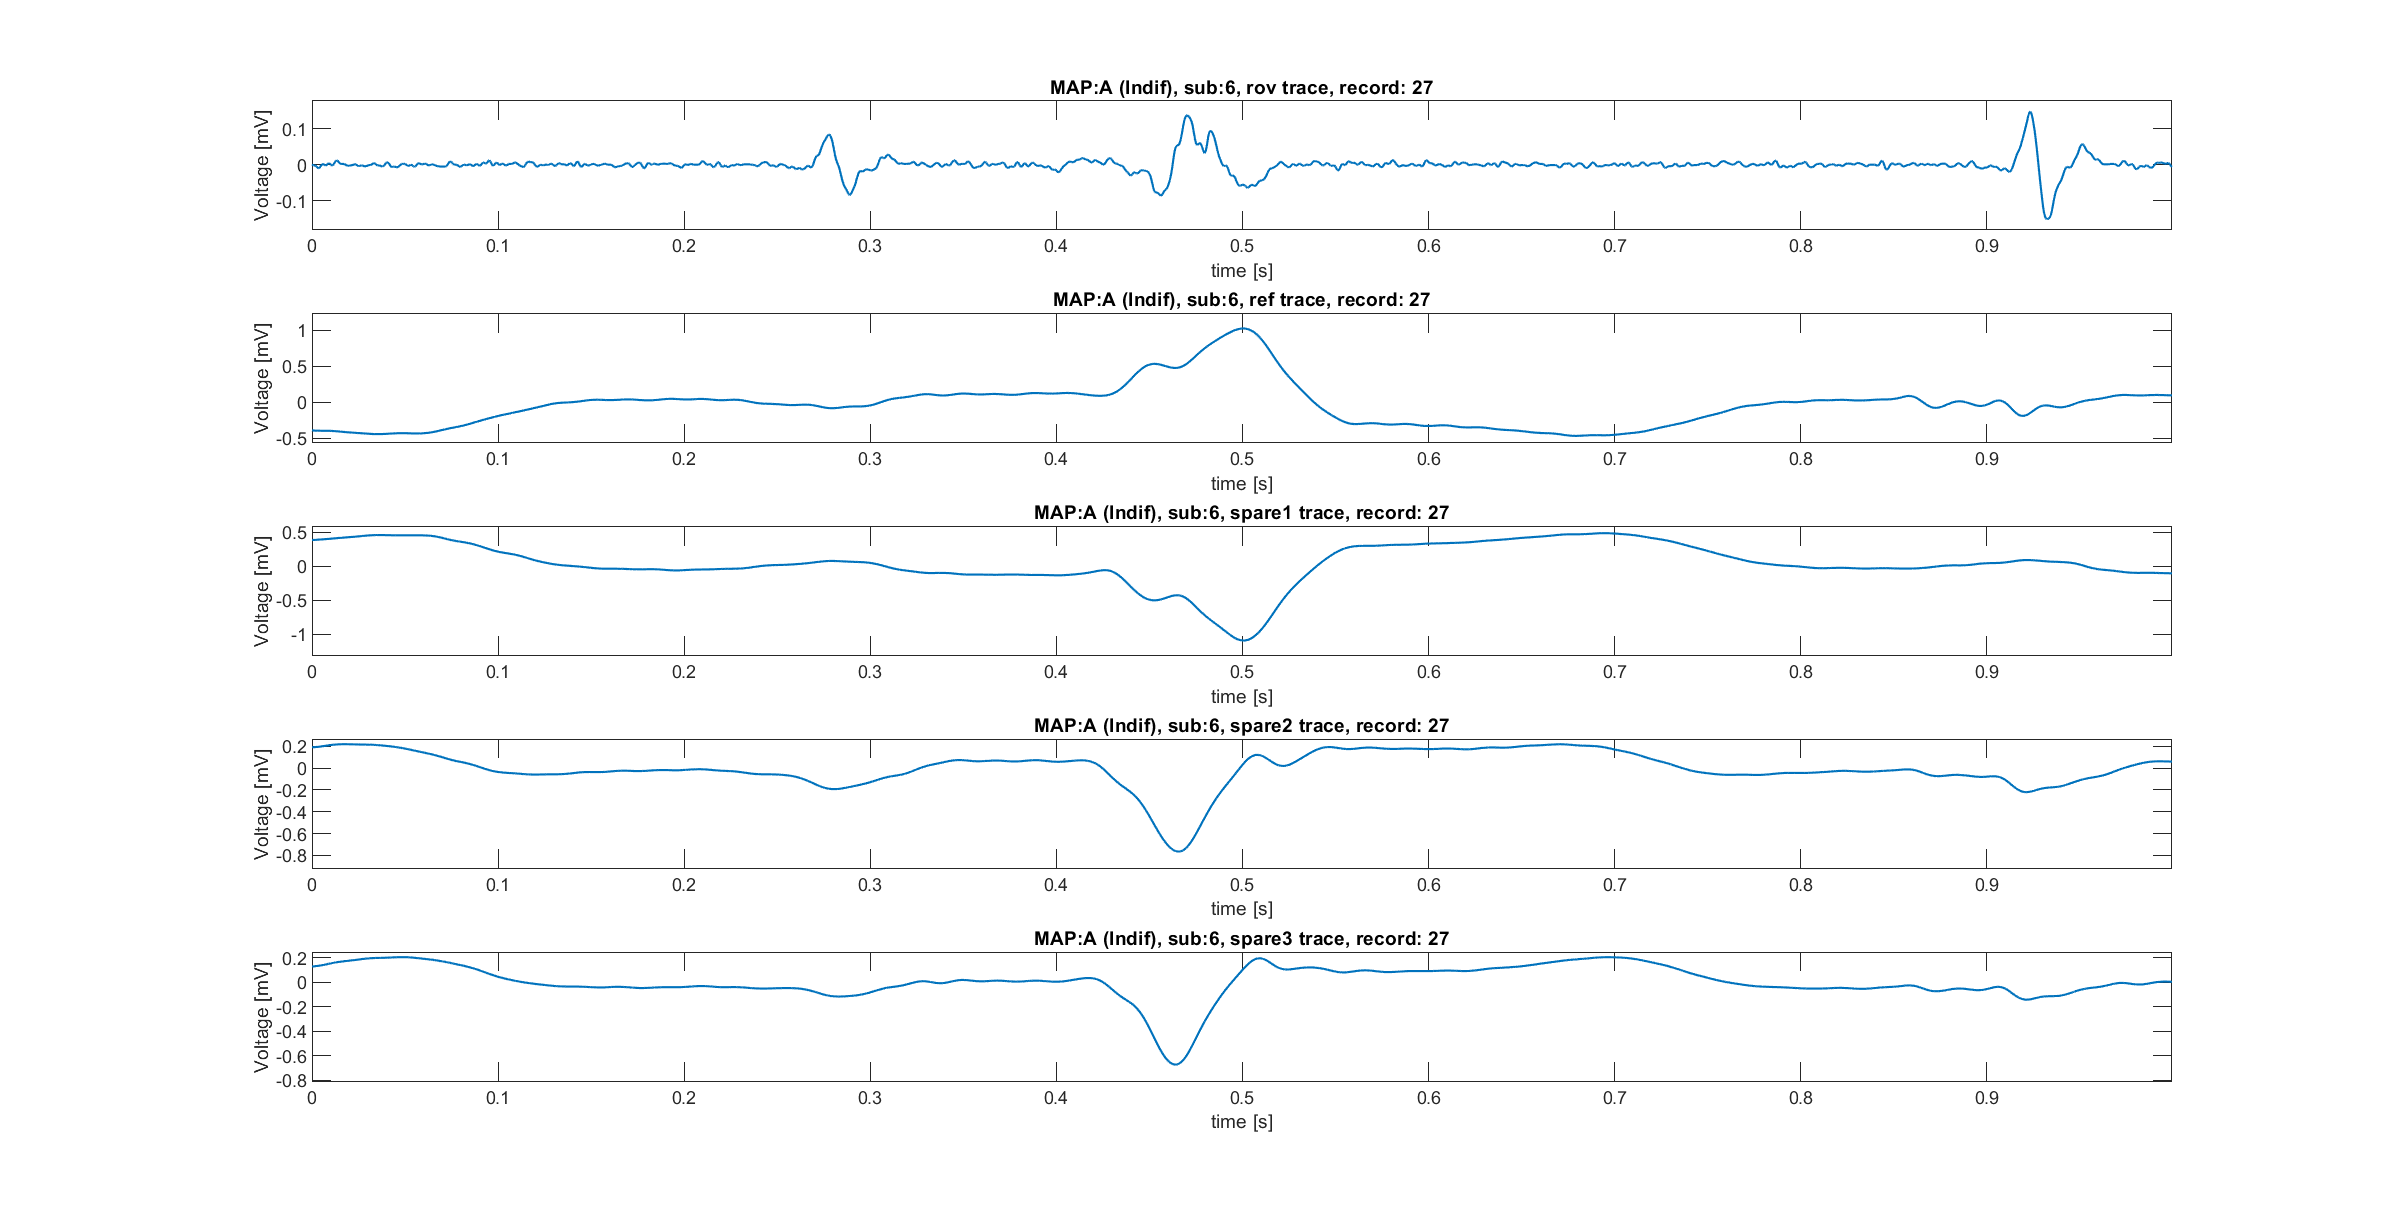 MAP:A (Indif), sub:6, rov trace, record: 27
Voltage [mV]
0.1
0
-0.1
0 0.1 0.2 0.3 0.4 0.5 0.6 0.7 0.8 0.9
time [s]
MAP:A (Indif), sub:6, ref trace, record: 27
Voltage [mV]
1
0.5
0
-0.5
0 0.1 0.2 0.3 0.4 0.5 0.6 0.7 0.8 0.9
time [s]
MAP:A (Indif), sub:6, spare1 trace, record: 27
Voltage [mV]
0.5
0
-0.5
-1
0 0.1 0.2 0.3 0.4 0.5 0.6 0.7 0.8 0.9
time [s]
MAP:A (Indif), sub:6, spare2 trace, record: 27
Voltage [mV]
0.2
0
-0.2
-0.4
-0.6
-0.8
0 0.1 0.2 0.3 0.4 0.5 0.6 0.7 0.8 0.9
time [s]
MAP:A (Indif), sub:6, spare3 trace, record: 27
Voltage [mV]
0.2
0
-0.2
-0.4
-0.6
-0.8
0 0.1 0.2 0.3 0.4 0.5 0.6 0.7 0.8 0.9
time [s]